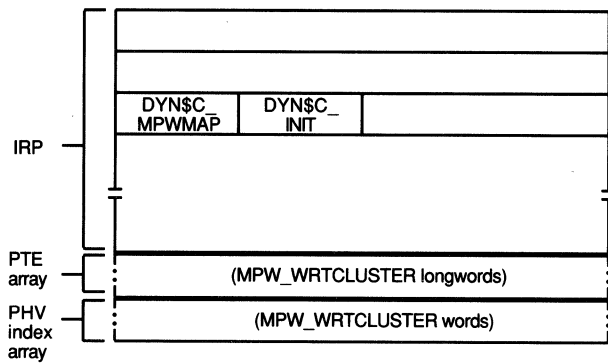 DYN$C_ DYN$C_
MPWMAP INIT
IRP
PTE
array
(MPW_WRTCLUSTER longwords)
PHV
index
array
(MPW_WRTCLUSTER words)